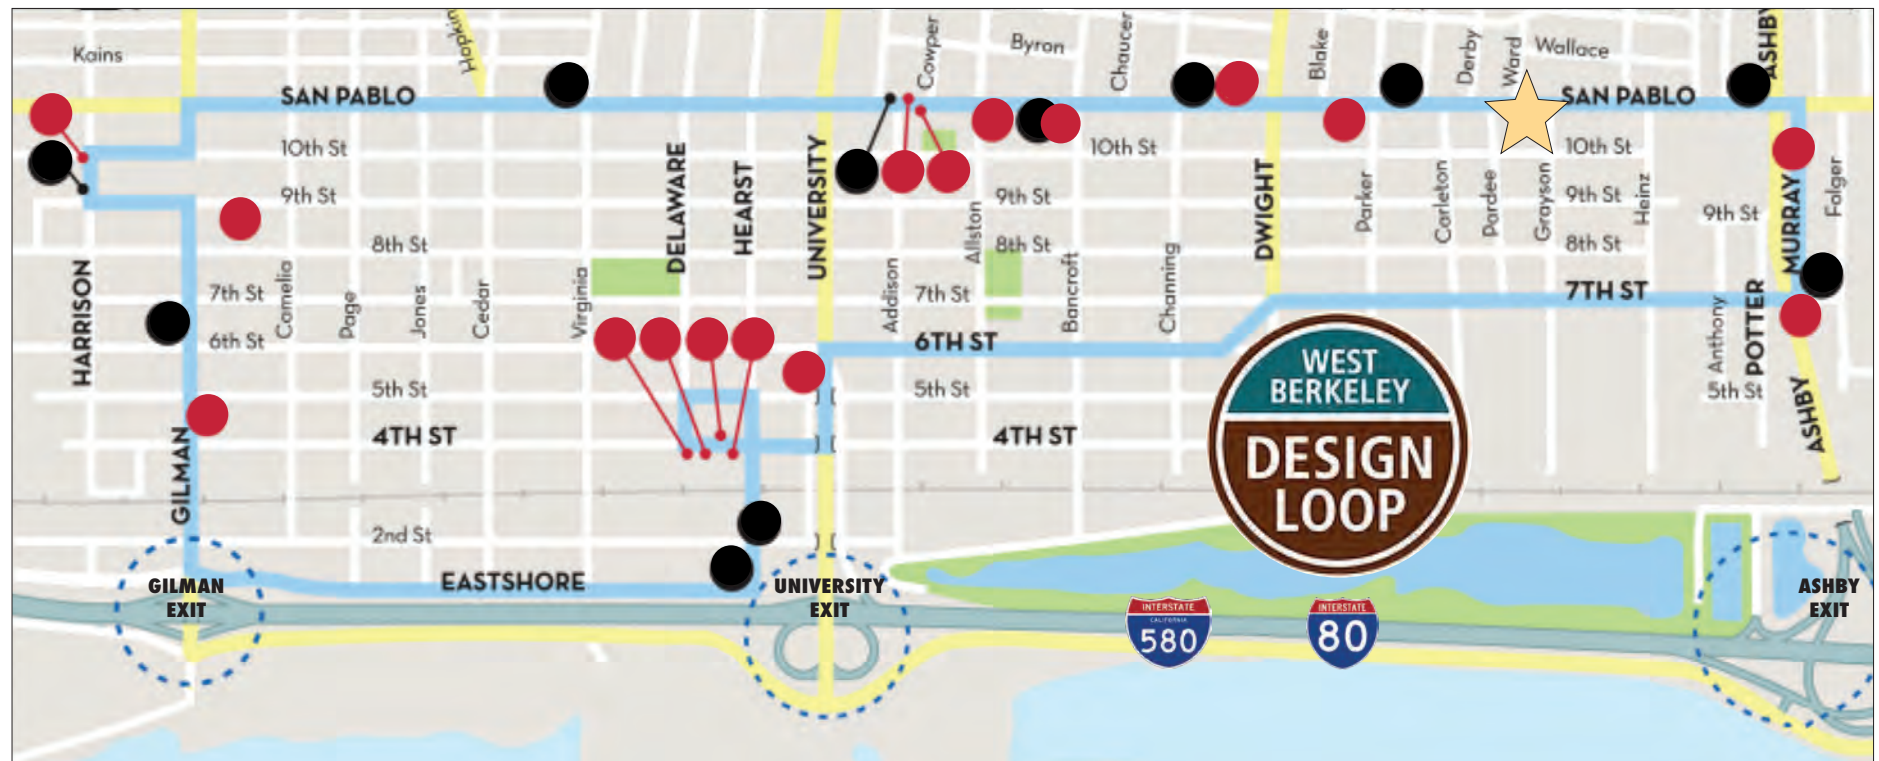 Kains
Hopkin
Cowper
Byron
Chaucer
Blake
Derby
Ward
Wallace
ASHBY
SAN PABLO
SAN PABLO
10th St
10th St
10th St
9th St
9th St
9th St
9th St
8th St
8th St
8th St
7th St
7th St
7TH ST
6th St
6TH ST
5th St
5th St
5th St
4TH ST
4TH ST
2nd St
EASTSHORE
HARRISON
GILMAN
Camelia
Page
Jones
Cedar
Virginia
DELAWARE
HEARST
UNIVERSITY
Addison
Allston
Bancroft
Channing
DWIGHT
Parker
Carleton
Pardee
Grayson
Heinz
Anthony
POTTER
MURRAY
Folger
ASHBY
WEST
BERKELEY
DESIGN
LOOP
GILMAN
EXIT
UNIVERSITY
EXIT
ASHBY
EXIT
INTERSTATE
CALIFORNIA
580
INTERSTATE
80